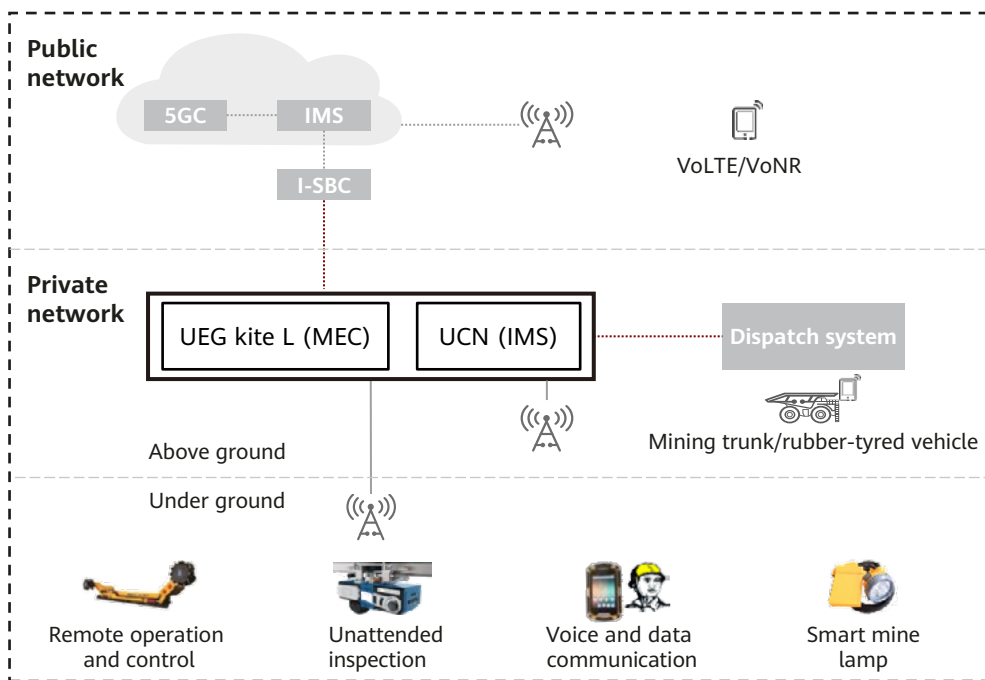 Public
network
5GC
IMS
I-SBC
VoLTE/VoNR
Private
network
UEG kite L (MEC)
UCN (IMS)
Dispatch system
Mining trunk/rubber-tyred vehicle
Above ground
Under ground
Remote operation
and control
Unattended
inspection
Voice and data
communication
Smart mine
lamp